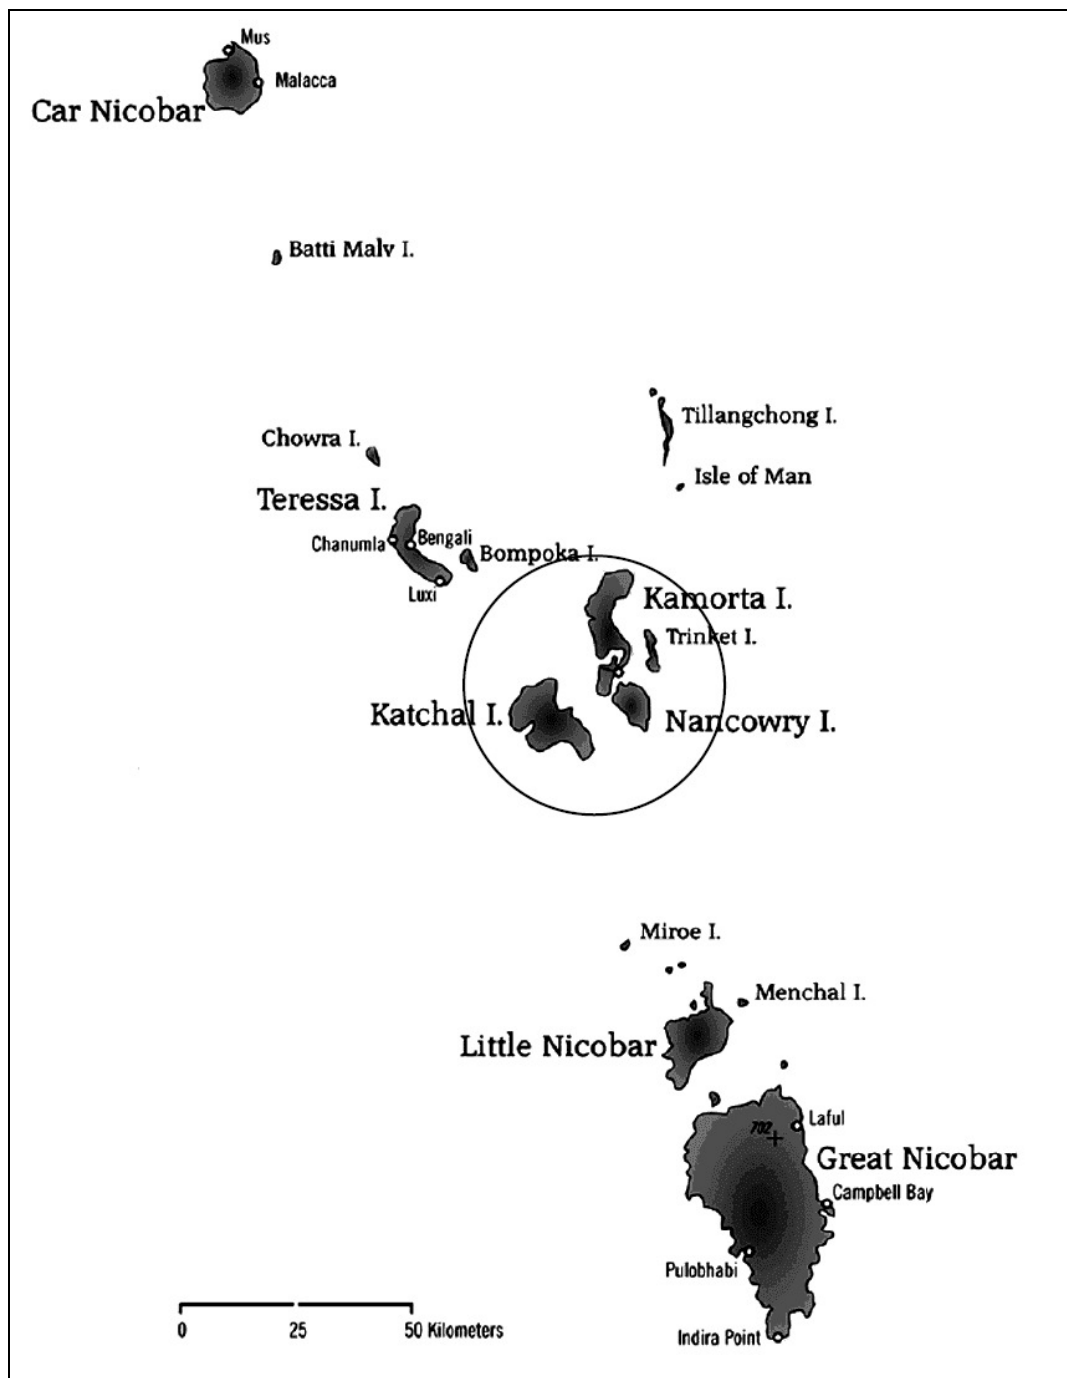 Mus
Malacca
Car Nicobar
Batti Malv I.
Tillangchong I.
Chowra I.
Isle of Man
Teressa I.
Chanumla
Bengali
Bompoka I.
Luxi
Kamorta I.
Trinket I.
Katchal I.
Nancowry I.
Miroe I.
Menchal I.
Little Nicobar
Laful
702
Great Nicobar
Campbell Bay
Pulobhabi
0 25 50 Kilometers
Indira Point